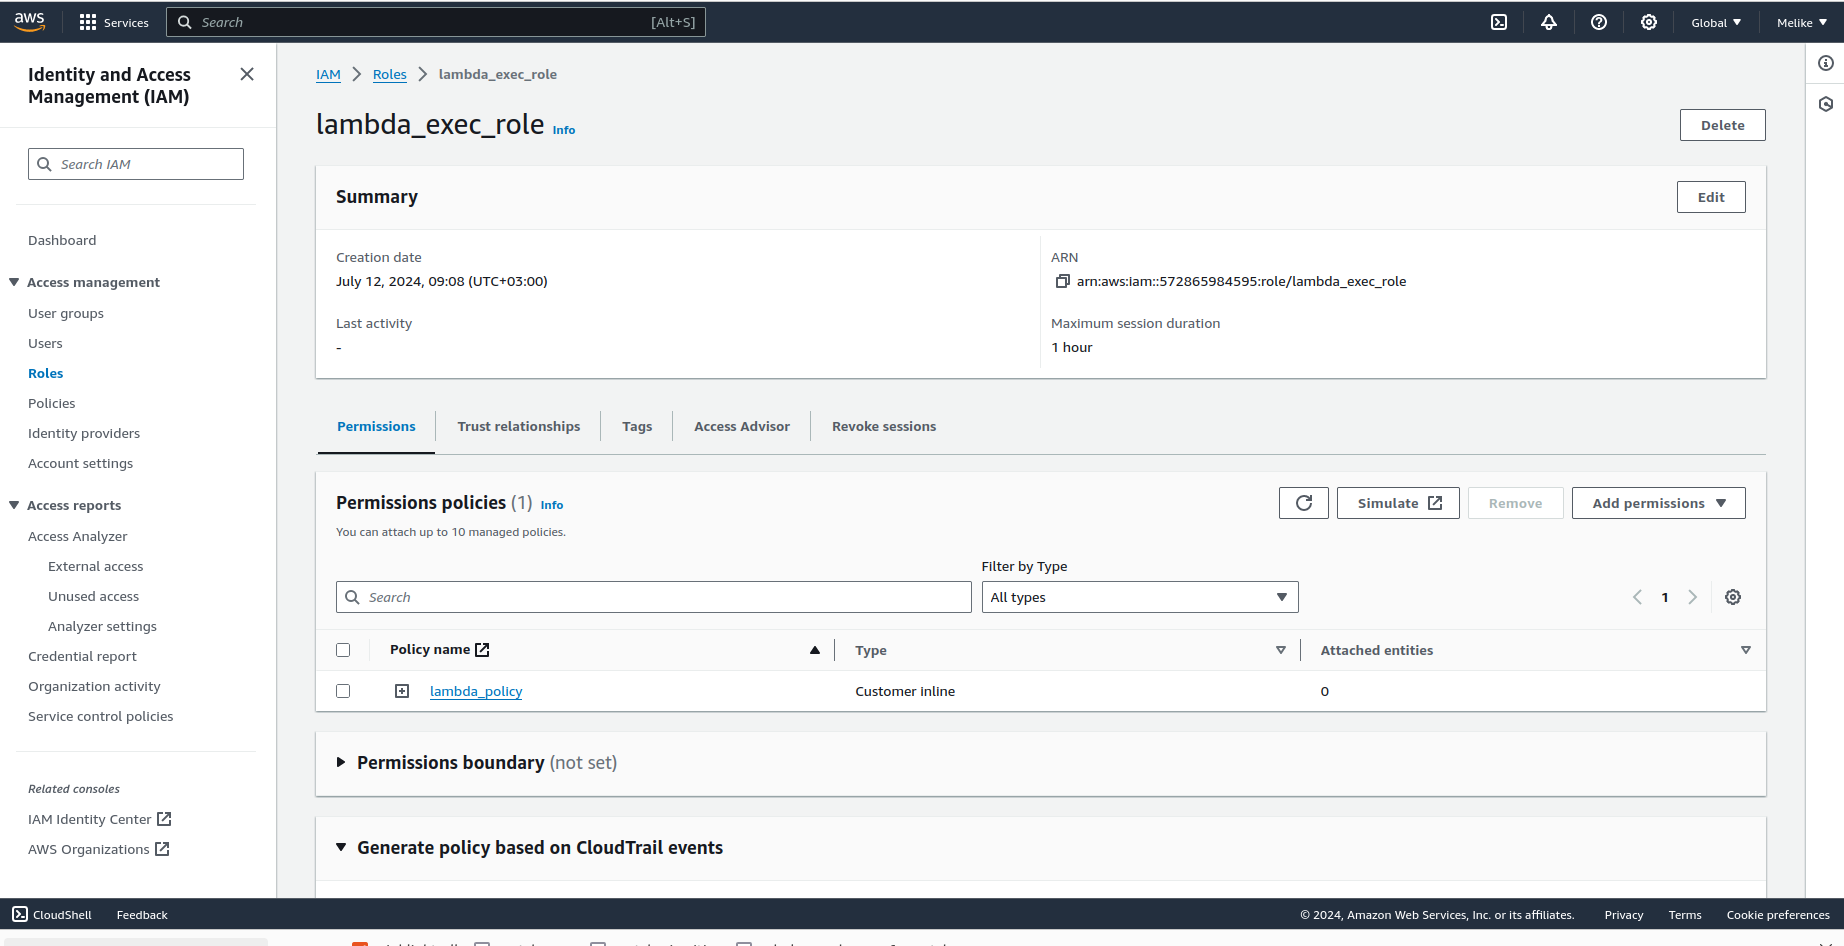 aws
Services
Search
[Alt+S]
Global
Melike
Identity and Access
Management (IAM)
Search IAM
Dashboard
Access management
User groups
Users
Roles
Policies
Identity providers
Account settings
Access reports
Access Analyzer
External access
Unused access
Analyzer settings
Credential report
Organization activity
Service control policies
Related consoles
IAM Identity Center
AWS Organizations
IAM
Roles
lambda_exec_role
lambda_exec_role Info
Delete
Summary
Edit
Creation date
July 12, 2024, 09:08 (UTC+03:00)
ARN
arn:aws:iam::572865984595:role/lambda_exec_role
Last activity
-
Maximum session duration
1 hour
Permissions
Trust relationships
Tags
Access Advisor
Revoke sessions
Permissions policies (1) Info
You can attach up to 10 managed policies.
Simulate
Remove
Add permissions
Filter by Type
Search
All types
1
Policy name
Type
Attached entities
lambda_policy
Customer inline
0
Permissions boundary (not set)
Generate policy based on CloudTrail events
CloudShell
Feedback
© 2024, Amazon Web Services, Inc. or its affiliates.
Privacy
Terms
Cookie preferences